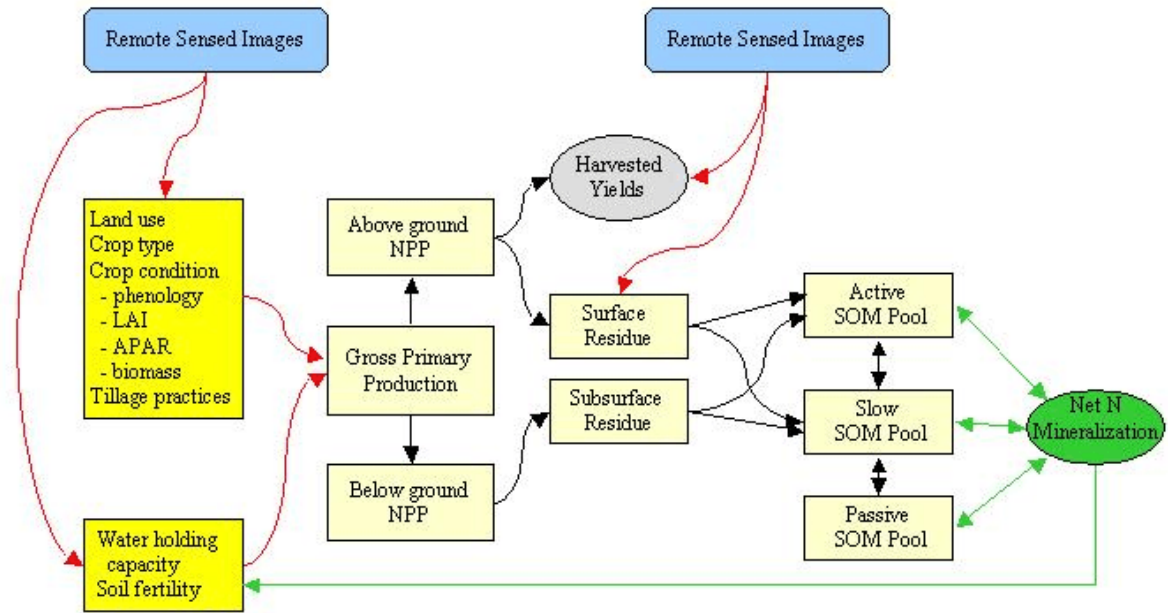 Remote Sensed Images
Remote Sensed Images
Harvested
Yields
Land use
Crop type
Crop condition
- phenology
- LAI
- APAR
- biomass
Tillage practices
Above ground
NPP
Gross Primary
Production
Below ground
NPP
Surface
Residue
Subsurface
Residue
Active
SOM Pool
Slow
SOM Pool
Passive
SOM Pool
Net N
Mineralization
Water holding
capacity
Soil fertility